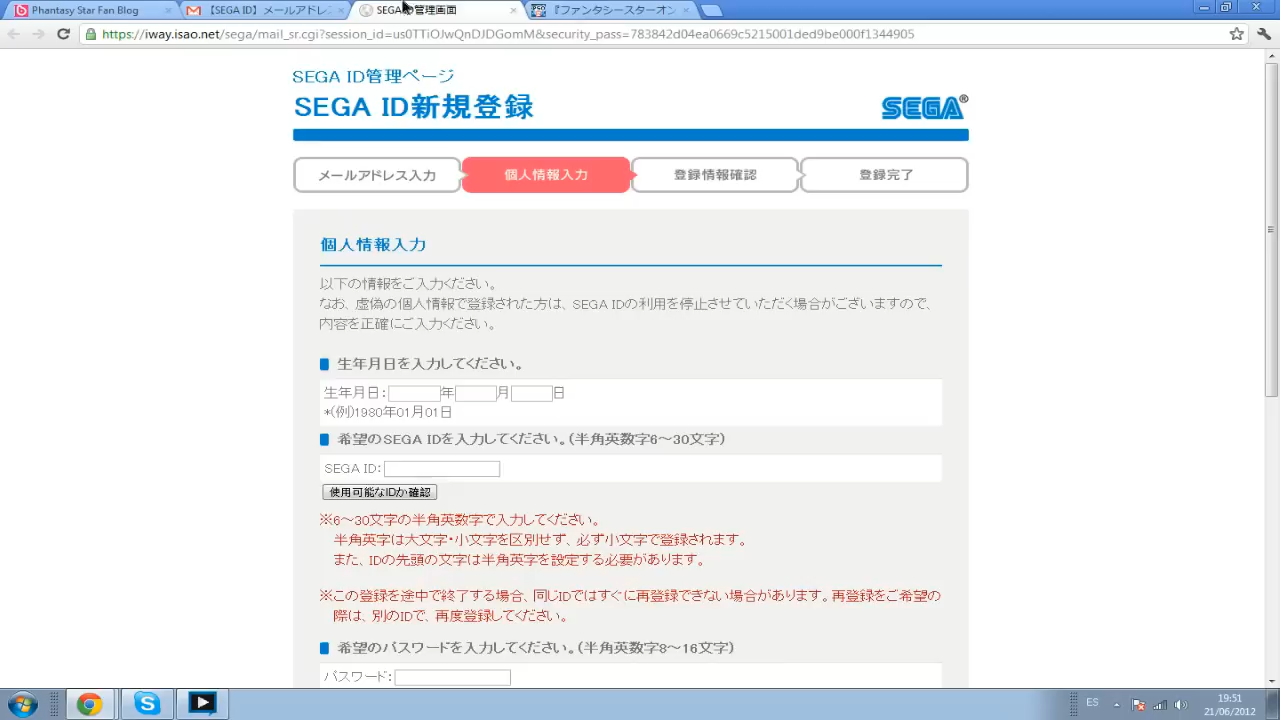 Phantasy Star Fan Blog
【SEGA ID】メールアドレ
SEGA ID管理画面
『ファンタシースターオン
https://iway.isao.net/sega/mail_sr.cgi?session_id=us0TTiOJwQnDJDGomM&security_pass=783842d04ea0669c5215001ded9be000f1344905
SEGA ID管理ページ
SEGA ID新規登録
SEGA®
メールアドレス入力
個人情報入力
登録情報確認
登録完了
個人情報入力
以下の情報をご入力ください。
なお、虚偽の個人情報で登録された方は、SEGA IDの利用を停止させていただく場合がございますので、
内容を正確にご入力ください。
生年月日を入力してください。
生年月日: 年 月 日
*(例)1980年01月01日
希望のSEGA IDを入力してください。(半角英数字6～30文字)
SEGA ID:
使用可能なIDか確認
※6～30文字の半角英数字で入力してください。
半角英字は大文字・小文字を区別せず、必ず小文字で登録されます。
また、IDの先頭の文字は半角英字を設定する必要があります。
※この登録を途中で終了する場合、同じIDではすぐに再登録できない場合があります。再登録をご希望の
際は、別のIDで、再度登録してください。
希望のパスワードを入力してください。(半角英数字8～16文字)
パスワード:
ES
19:51
21/06/2012